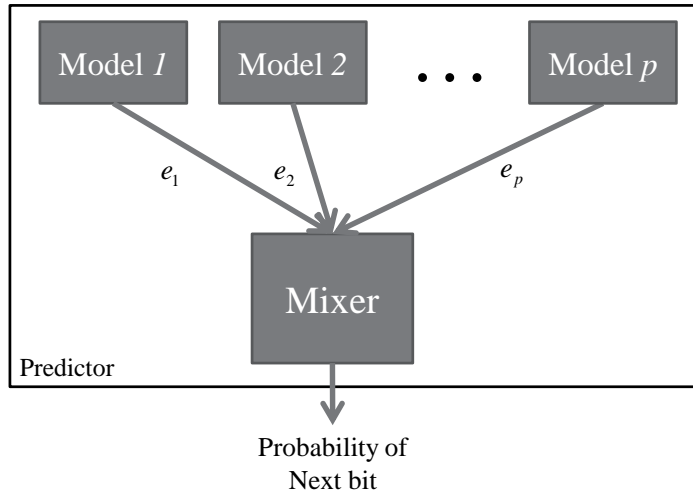 Model 1 Model 2 • • • Model p
e₁ e₂ eₚ
Mixer
Predictor
Probability of
Next bit